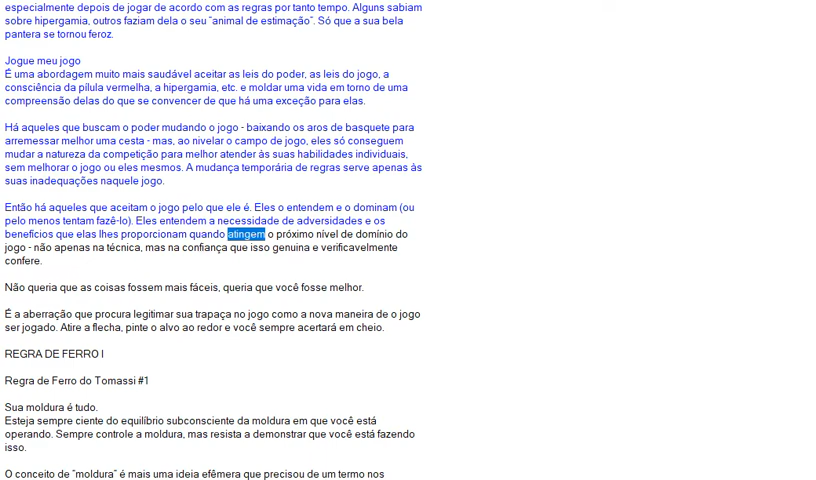 especialmente depois de jogar de acordo com as regras por tanto tempo. Alguns sabiam
sobre hipergamia, outros faziam dela o seu "animal de estimação". Só que a sua bela
pantera se tornou feroz.
Jogue meu jogo
É uma abordagem muito mais saudável aceitar as leis do poder, as leis do jogo, a
consciência da pílula vermelha, a hipergamia, etc. e moldar uma vida em torno de uma
compreensão delas do que se convencer de que há uma exceção para elas.
Há aqueles que buscam o poder mudando o jogo - baixando os aros de basquete para
arremessar melhor uma cesta - mas, ao nivelar o campo de jogo, eles só conseguem
mudar a natureza da competição para melhor atender às suas habilidades individuais,
sem melhorar o jogo ou eles mesmos. A mudança temporária de regras serve apenas às
suas inadequações naquele jogo.
Então há aqueles que aceitam o jogo pelo que ele é. Eles o entendem e o dominam (ou
pelo menos tentam fazê-lo). Eles entendem a necessidade de adversidades e os
benefícios que elas lhes proporcionam quando atingem o próximo nível de domínio do
jogo - não apenas na técnica, mas na confiança que isso genuina e verificavelmente
confere.
Não queria que as coisas fossem mais fáceis, queria que você fosse melhor.
É a aberração que procura legitimar sua trapaça no jogo como a nova maneira de o jogo
ser jogado. Atire a flecha, pinte o alvo ao redor e você sempre acertará em cheio.
REGRA DE FERRO I
Regra de Ferro do Tomassi #1
Sua moldura é tudo.
Esteja sempre ciente do equilíbrio subconsciente da moldura em que você está
operando. Sempre controle a moldura, mas resista a demonstrar que você está fazendo
isso.
O conceito de "moldura" é mais uma ideia efêmera que precisou de um termo nos